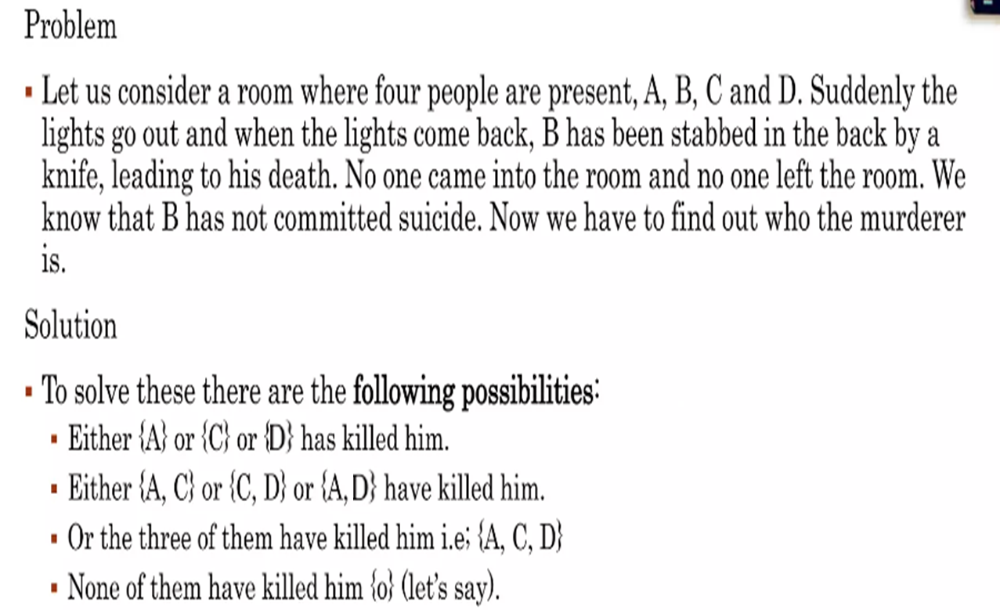 Problem
▪ Let us consider a room where four people are present, A, B, C and D. Suddenly the
lights go out and when the lights come back, B has been stabbed in the back by a
knife, leading to his death. No one came into the room and no one left the room. We
know that B has not committed suicide. Now we have to find out who the murderer
is.
Solution
▪ To solve these there are the following possibilities:
▪ Either {A} or {C} or {D} has killed him.
▪ Either {A, C} or {C, D} or {A,D} have killed him.
▪ Or the three of them have killed him i.e; {A, C, D}
▪ None of them have killed him {o} (let's say).